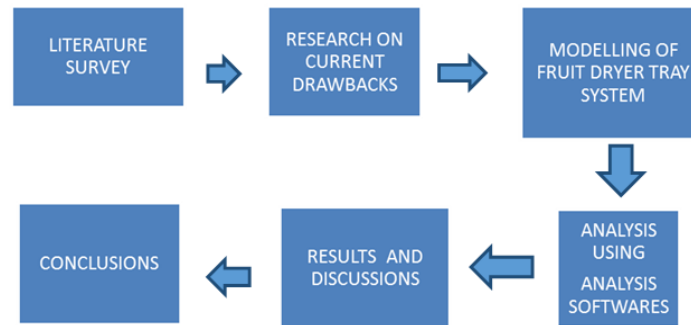 LITERATURE
SURVEY
RESEARCH ON
CURRENT
DRAWBACKS
MODELLING OF
FRUIT DRYER TRAY
SYSTEM
ANALYSIS
USING
ANALYSIS
SOFTWARES
RESULTS AND
DISCUSSIONS
CONCLUSIONS